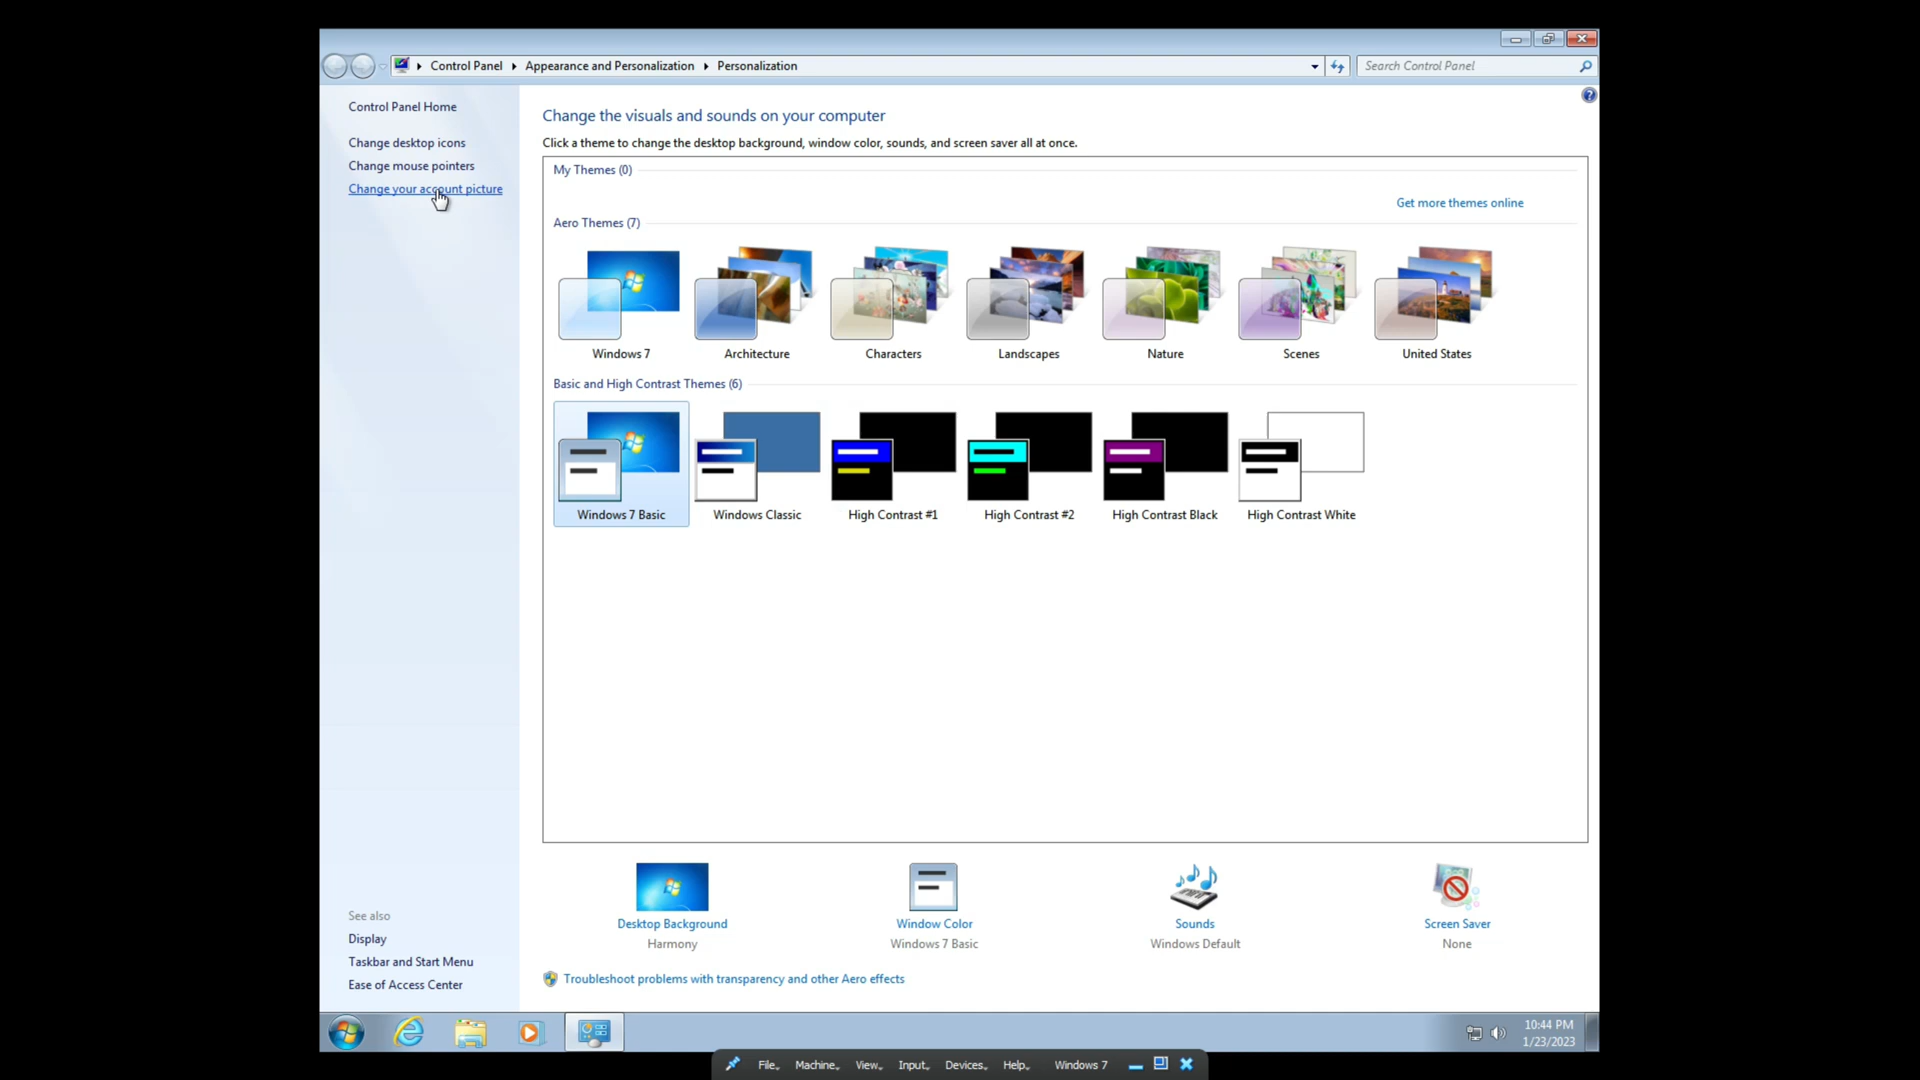 Control Panel Appearance and Personalization Personalization
Search Control Panel
Control Panel Home
Change desktop icons
Change mouse pointers
Change your account picture
Change the visuals and sounds on your computer
Click a theme to change the desktop background, window color, sounds, and screen saver all at once.
My Themes (0)
Get more themes online
Aero Themes (7)
Windows 7 Architecture Characters Landscapes Nature Scenes United States
Basic and High Contrast Themes (6)
Windows 7 Basic Windows Classic High Contrast #1 High Contrast #2 High Contrast Black High Contrast White
Desktop Background Window Color Sounds Screen Saver
Harmony Windows 7 Basic Windows Default None
Troubleshoot problems with transparency and other Aero effects
See also
Display
Taskbar and Start Menu
Ease of Access Center
10:44 PM
1/23/2023
File Machine View Input Devices Help Windows 7